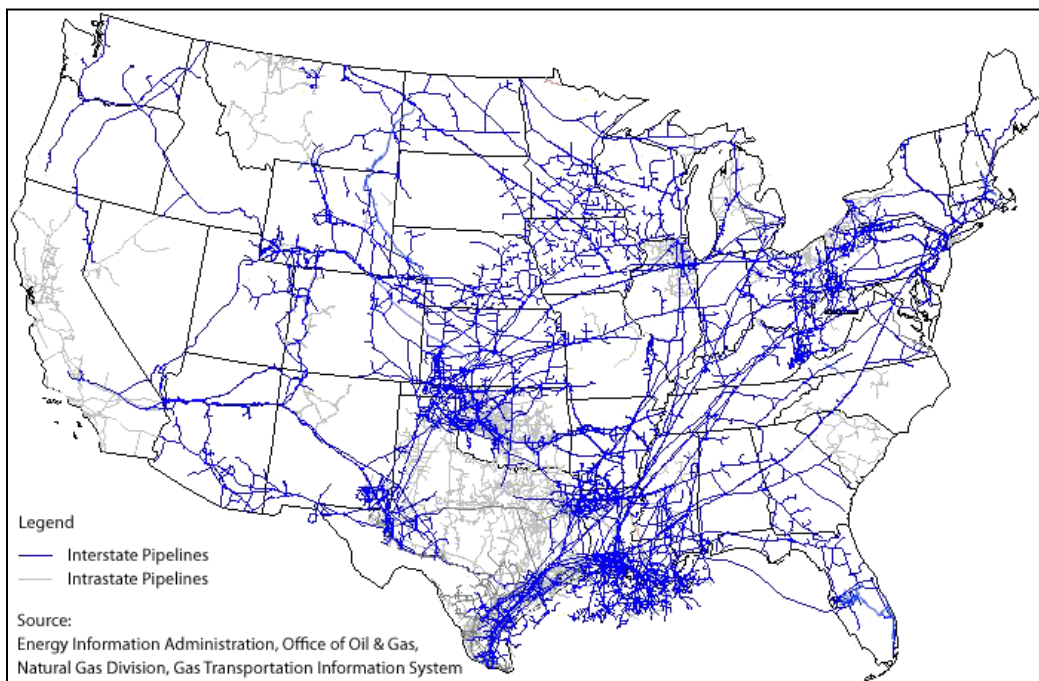 Legend
Interstate Pipelines
Intrastate Pipelines
Source:
Energy Information Administration, Office of Oil & Gas,
Natural Gas Division, Gas Transportation Information System